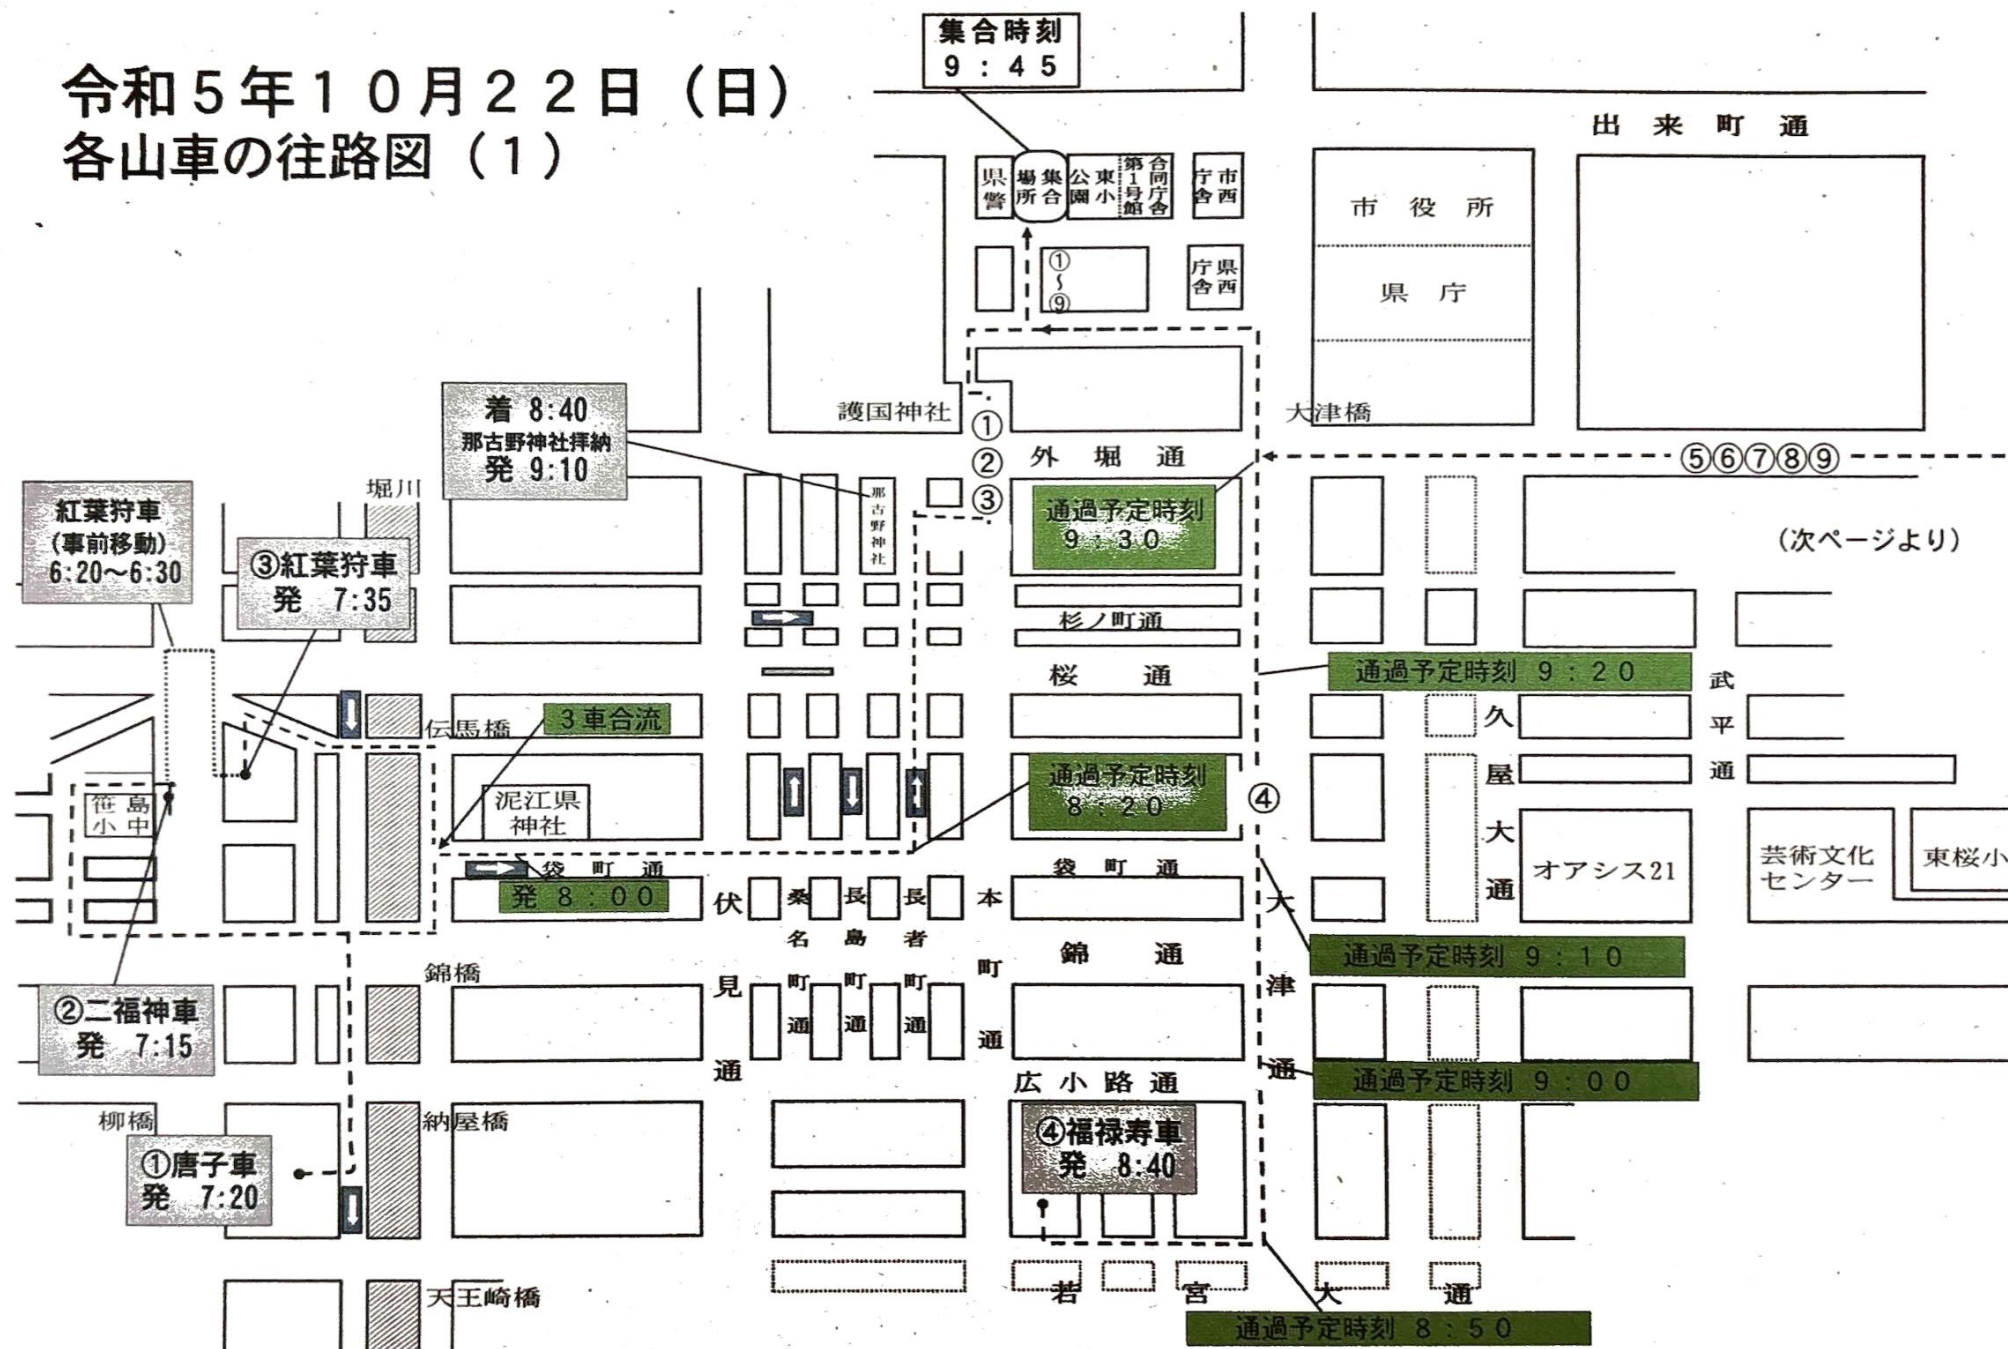 令和５年１０月２２日（日）
各山車の往路図（１）
集合時刻
９：４５
出来町通
県警
集合場所
東小公園
合同庁舎第1号館
市西庁舎
市役所
県庁
①～⑨
県西庁舎
着 8:40
那古野神社拝納
発 9:10
護国神社
①
②
③
外堀通
大津橋
⑤⑥⑦⑧⑨
（次ページより）
紅葉狩車
(事前移動)
6:20～6:30
堀川
③紅葉狩車
発 7:35
那古野神社
通過予定時刻
９：３０
杉ノ町通
桜通
通過予定時刻 ９：２０
武平通
３車合流
伝馬橋
久屋大通
笹島
小中
泥江県
神社
通過予定時刻
８：２０
④
オアシス21
芸術文化
センター
東桜小
袋町通
発 ８：００
袋町通
伏見通
桑名町通
長島町通
長者町通
本町通
大津通
錦通
通過予定時刻 ９：１０
錦橋
②二福神車
発 7:15
広小路通
通過予定時刻 ９：００
柳橋
納屋橋
①唐子車
発 7:20
④福禄寿車
発 8:40
天王崎橋
若宮大通
通過予定時刻 ８：５０